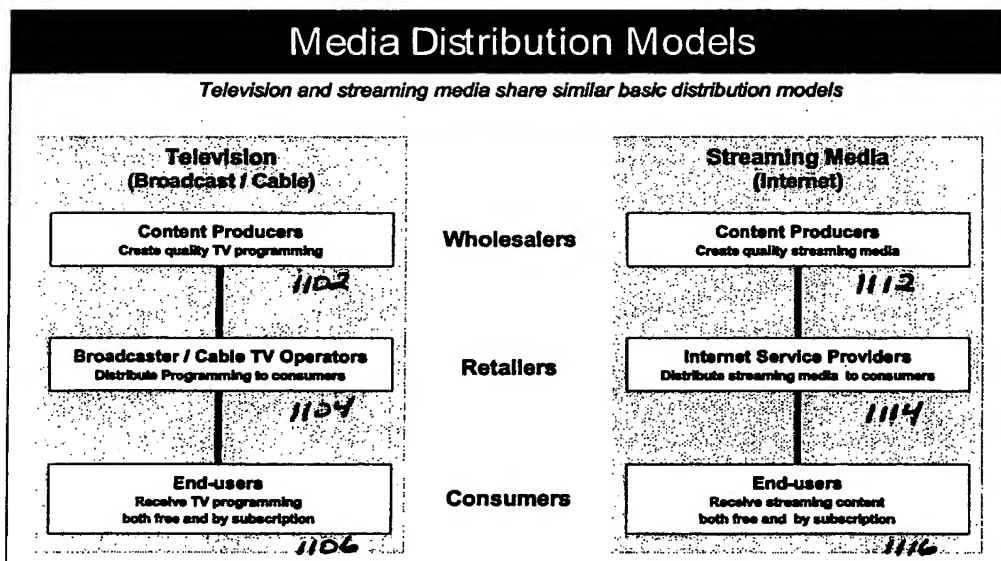 Media Distribution Models
Television and streaming media share similar basic distribution models
Television
(Broadcast / Cable)
Content Producers
Create quality TV programming
1102
Broadcaster / Cable TV Operators
Distribute Programming to consumers
1104
End-users
Receive TV programming
both free and by subscription
1106
Wholesalers
Retailers
Consumers
Streaming Media
(Internet)
Content Producers
Create quality streaming media
1112
Internet Service Providers
Distribute streaming media to consumers
1114
End-users
Receive streaming content
both free and by subscription
1116